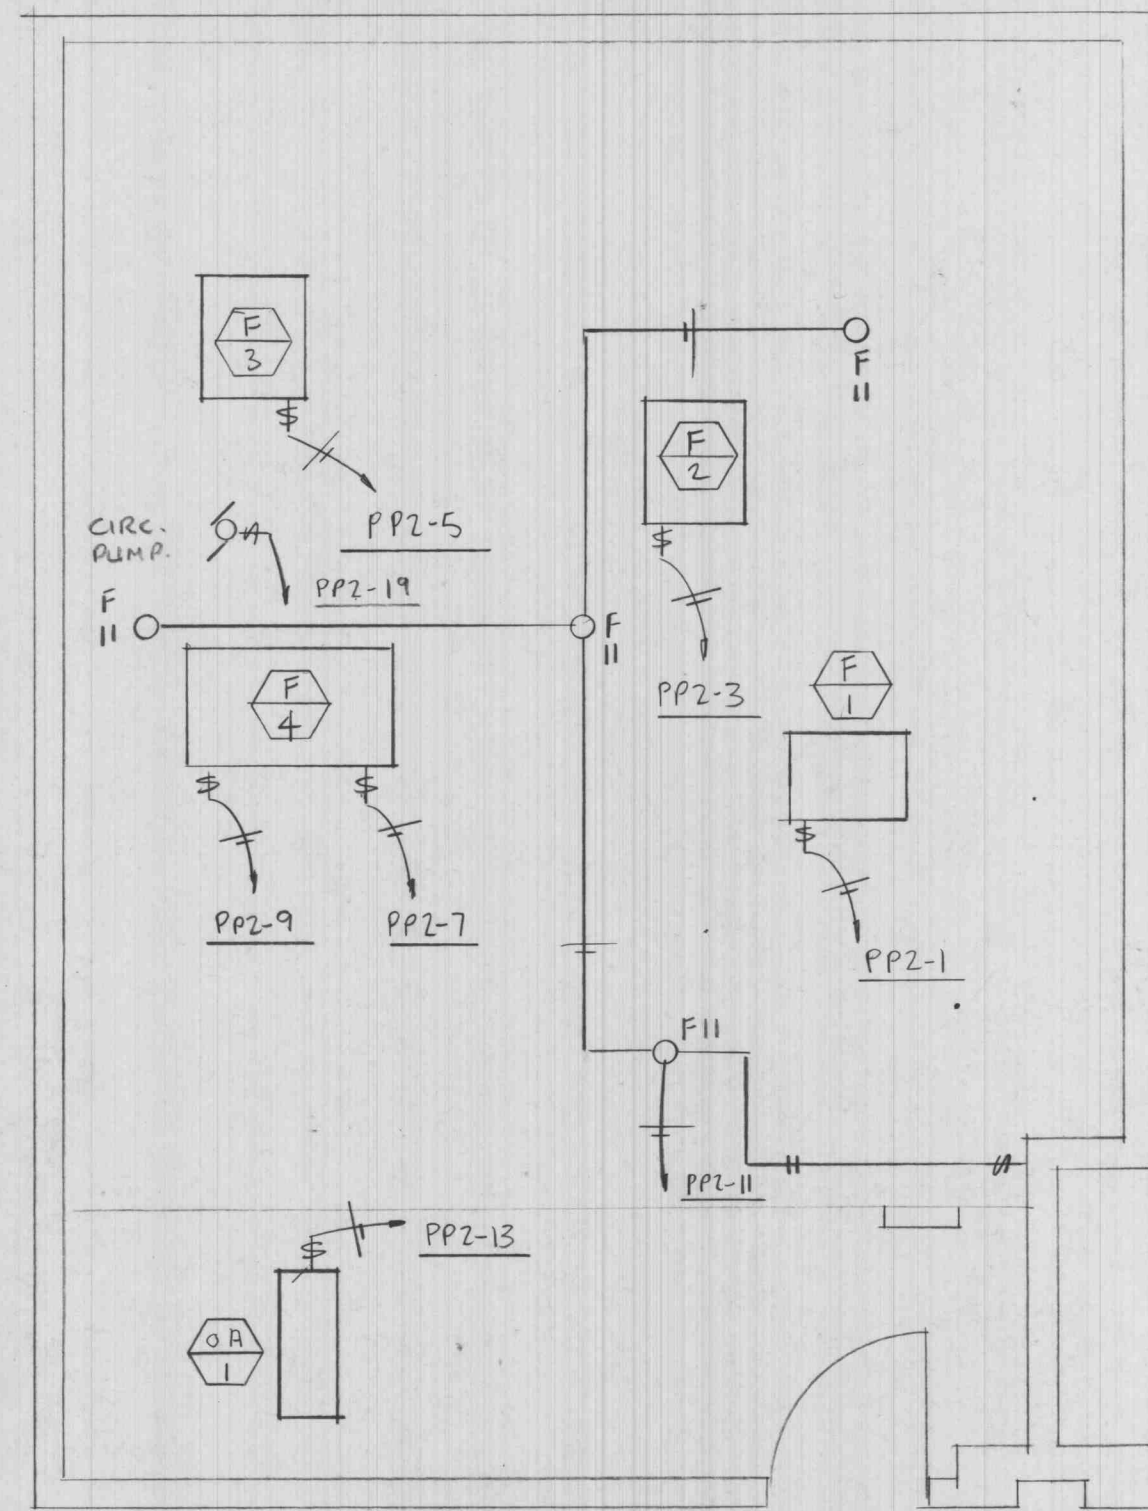 F
3
$
PP2-5
F
11
F
2
$
PP2-3
CIRC.
PUMP.
PP2-19
F
11
F
11
F
4
$
$
PP2-9
PP2-7
F
1
$
PP2-1
F11
PP2-11
$
PP2-13
OA
1